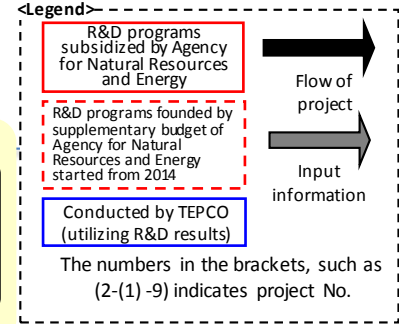 <Legend>
R&D programs
subsidized by Agency
for Natural Resources
and Energy
Flow of
project
R&D programs founded by
supplementary budget of
Agency for Natural
Resources and Energy
started from 2014
Input
information
Conducted by TEPCO
(utilizing R&D results)
The numbers in the brackets, such as
(2-(1) -9) indicates project No.